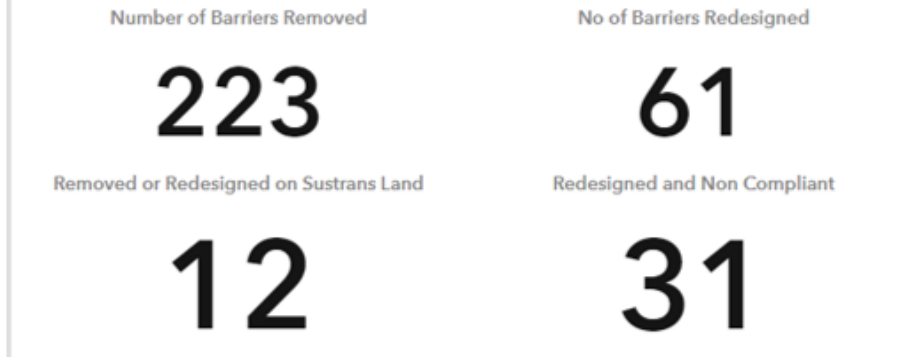 Number of Barriers Removed
No of Barriers Redesigned
223
61
Removed or Redesigned on Sustrans Land
Redesigned and Non Compliant
12
31